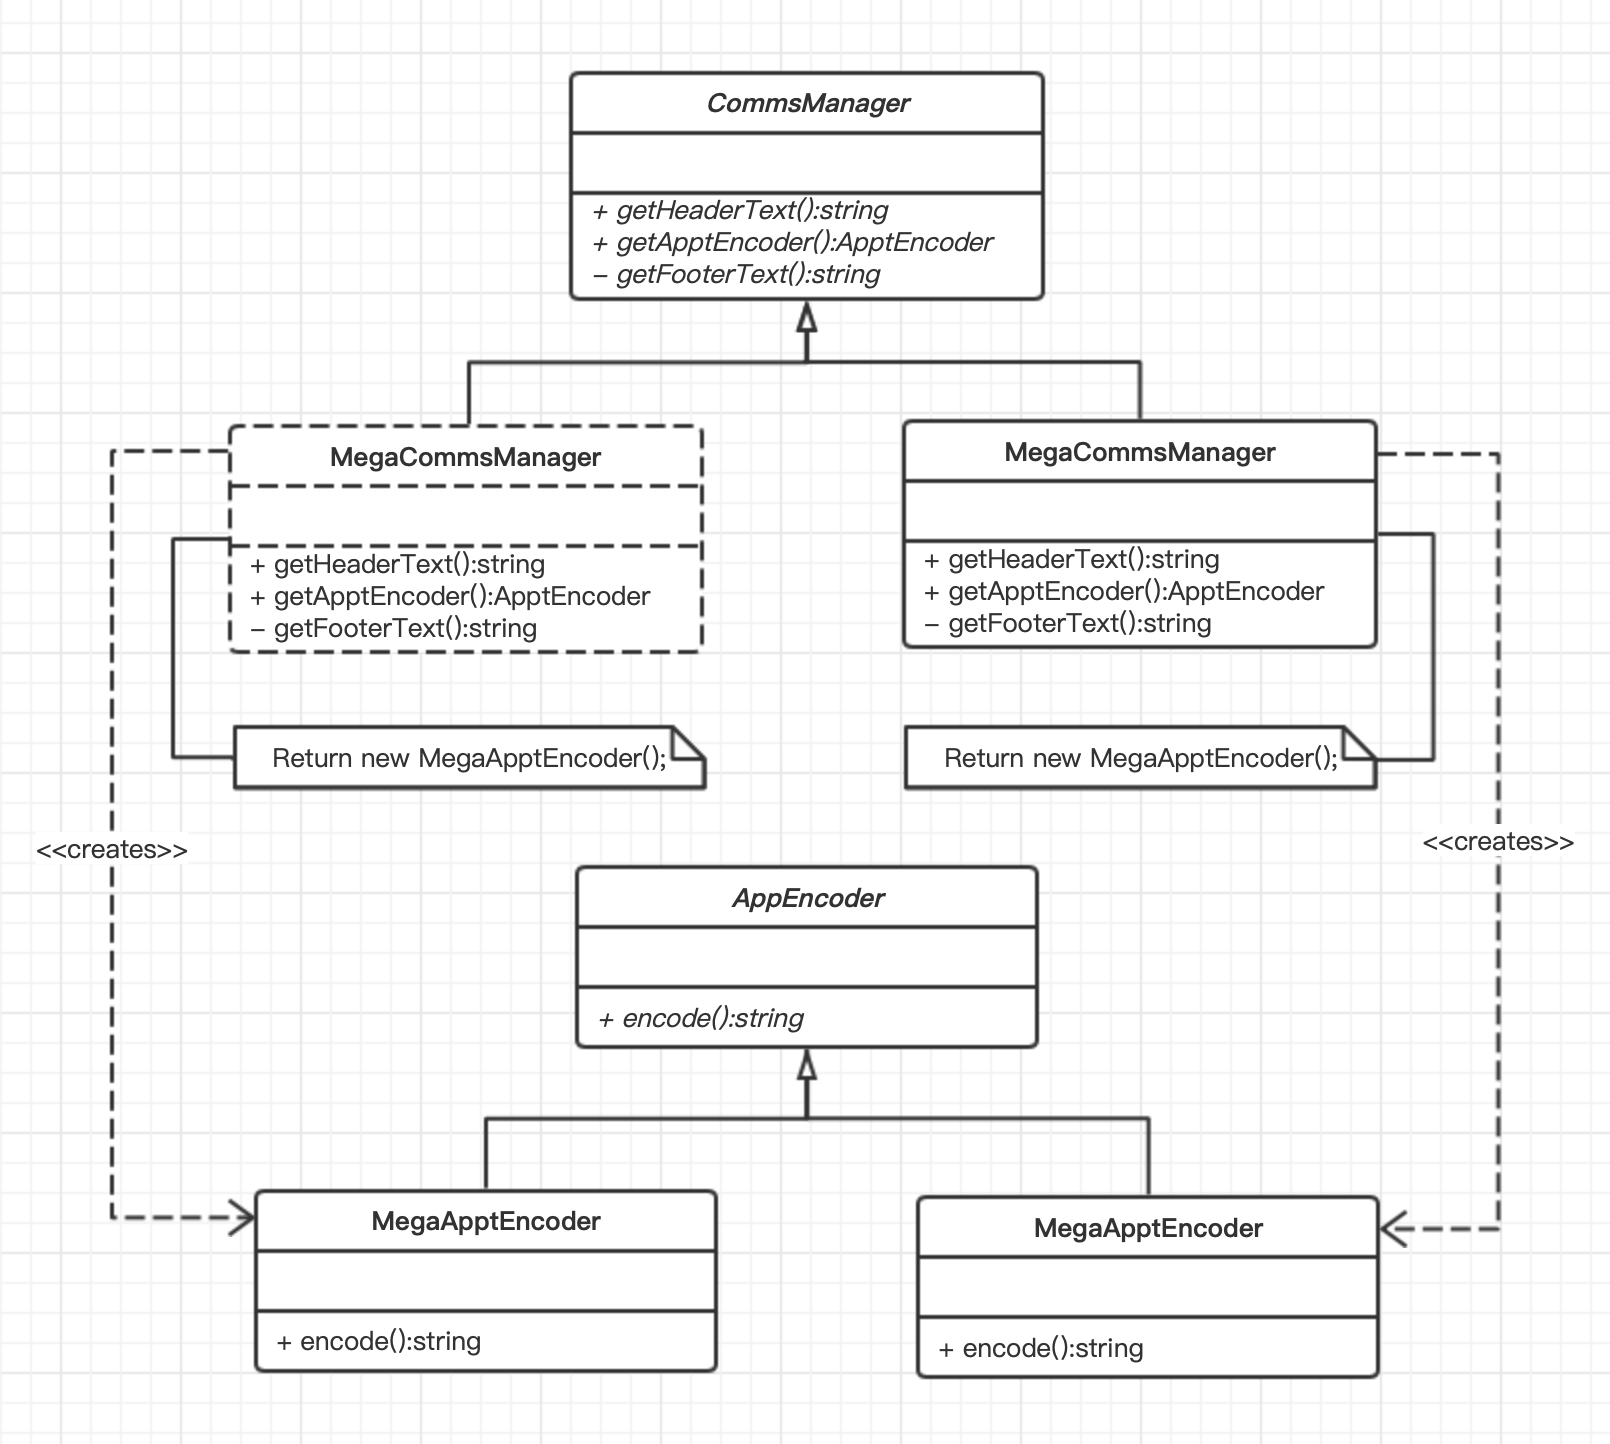 CommsManager
+ getHeaderText():string
+ getApptEncoder():ApptEncoder
– getFooterText():string
MegaCommsManager
+ getHeaderText():string
+ getApptEncoder():ApptEncoder
– getFooterText():string
MegaCommsManager
+ getHeaderText():string
+ getApptEncoder():ApptEncoder
– getFooterText():string
Return new MegaApptEncoder();
Return new MegaApptEncoder();
<<creates>>
<<creates>>
AppEncoder
+ encode():string
MegaApptEncoder
+ encode():string
MegaApptEncoder
+ encode():string